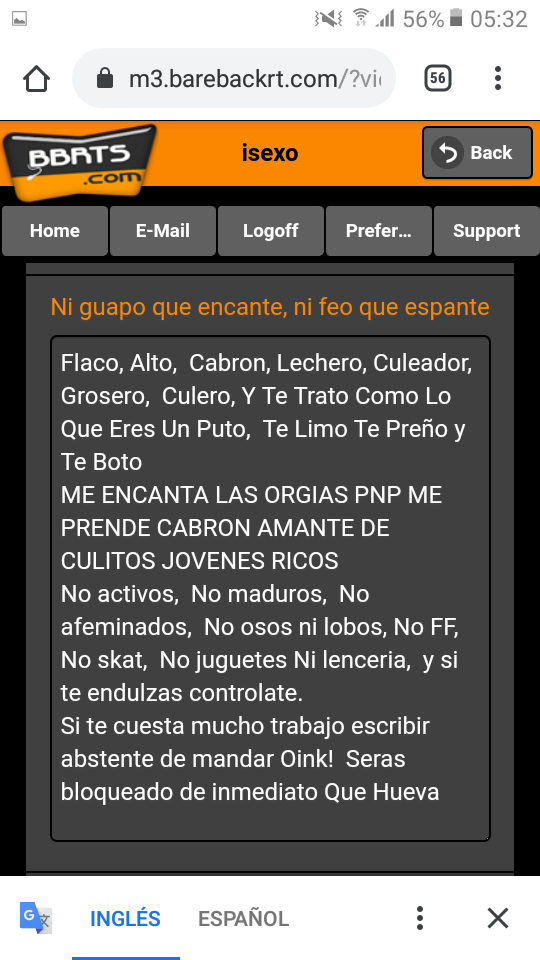 56% 05:32
m3.barebackrt.com/?vi
56
BBRTS
.com
isexo
Back
Home E-Mail Logoff Prefer... Support
Ni guapo que encante, ni feo que espante
Flaco, Alto,  Cabron, Lechero, Culeador,
Grosero,  Culero, Y Te Trato Como Lo
Que Eres Un Puto,  Te Limo Te Preño y
Te Boto
ME ENCANTA LAS ORGIAS PNP ME
PRENDE CABRON AMANTE DE
CULITOS JOVENES RICOS
No activos,  No maduros,  No
afeminados,  No osos ni lobos, No FF,
No skat,  No juguetes Ni lenceria,  y si
te endulzas controlate.
Si te cuesta mucho trabajo escribir
abstente de mandar Oink!  Seras
bloqueado de inmediato Que Hueva
G 文 INGLÉS ESPAÑOL